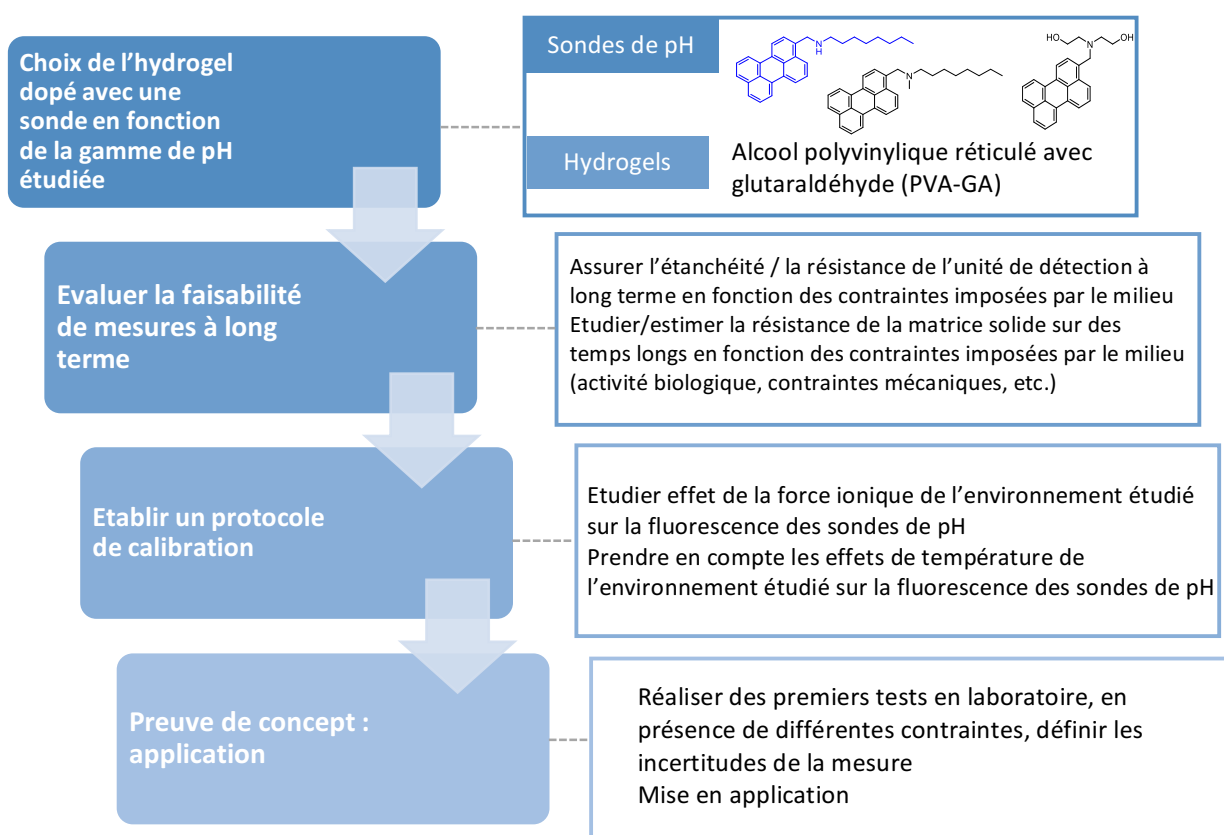 Choix de l’hydrogel
dopé avec une
sonde en fonction
de la gamme de pH
étudiée
Sondes de pH
N
H
N
HO
N
OH
Hydrogels
Alcool polyvinylique réticulé avec
glutaraldéhyde (PVA-GA)
Evaluer la faisabilité
de mesures à long
terme
Assurer l’étanchéité / la résistance de l’unité de détection à
long terme en fonction des contraintes imposées par le milieu
Etudier/estimer la résistance de la matrice solide sur des
temps longs en fonction des contraintes imposées par le milieu
(activité biologique, contraintes mécaniques, etc.)
Etablir un protocole
de calibration
Etudier effet de la force ionique de l’environnement étudié
sur la fluorescence des sondes de pH
Prendre en compte les effets de température de
l’environnement étudié sur la fluorescence des sondes de pH
Preuve de concept :
application
Réaliser des premiers tests en laboratoire, en
présence de différentes contraintes, définir les
incertitudes de la mesure
Mise en application